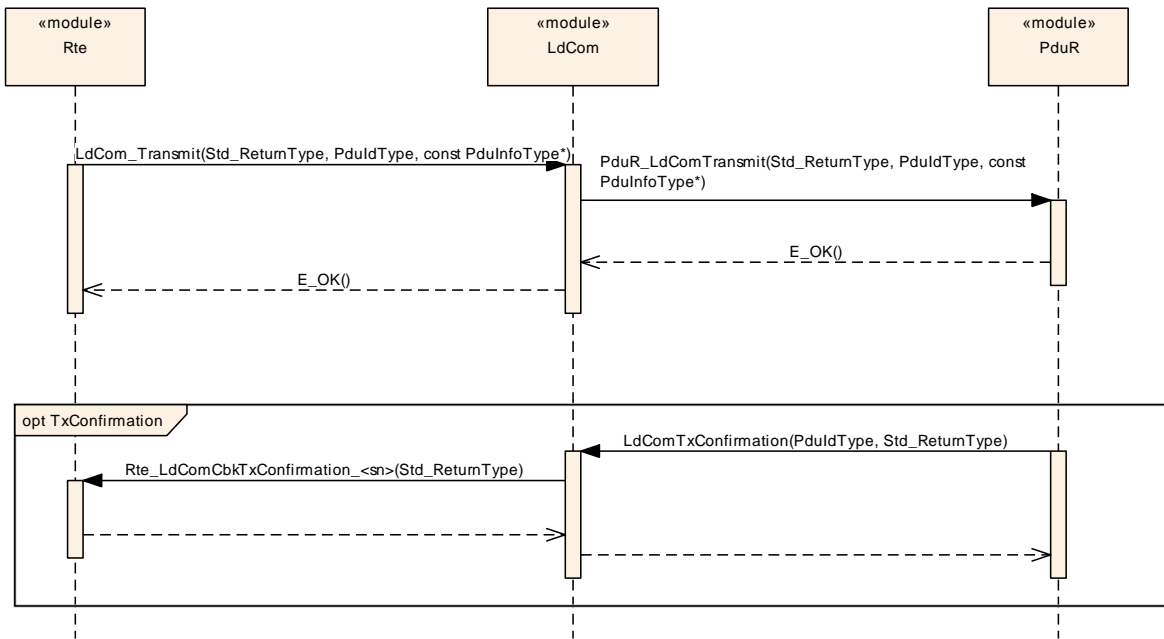 «module»
Rte
«module»
LdCom
«module»
PduR
LdCom_Transmit(Std_ReturnType, PduIdType, const PduInfoType*)
PduR_LdComTransmit(Std_ReturnType, PduIdType, const
PduInfoType*)
E_OK()
E_OK()
opt TxConfirmation
LdComTxConfirmation(PduIdType, Std_ReturnType)
Rte_LdComCbkTxConfirmation_<sn>(Std_ReturnType)